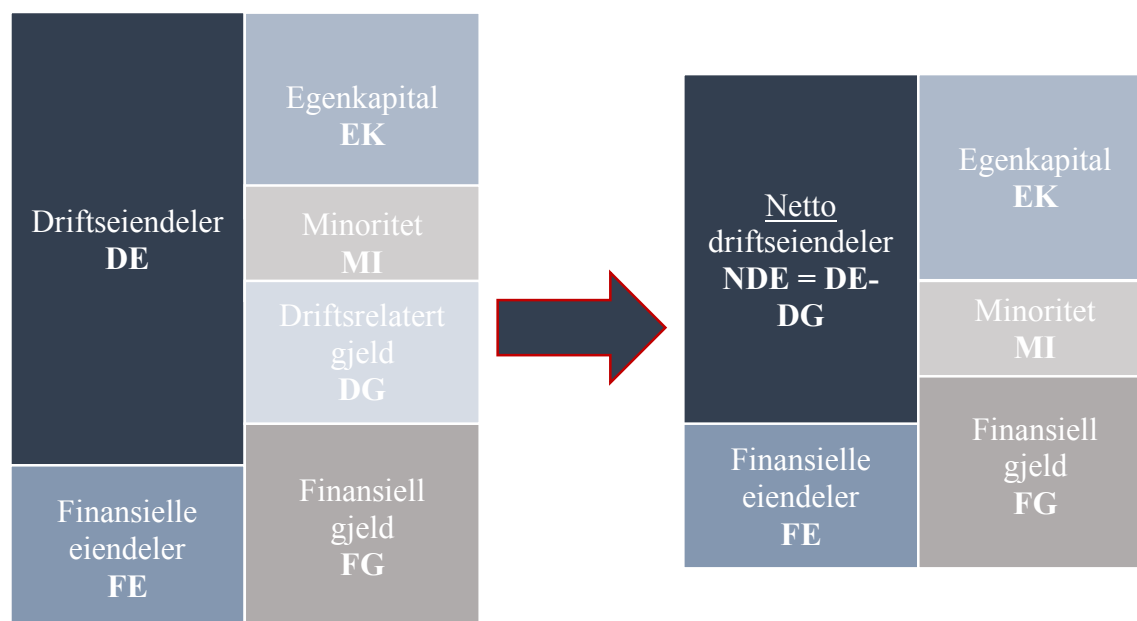 Driftseiendeler
DE
Finansielle
eiendeler
FE
Egenkapital
EK
Minoritet
MI
Driftsrelatert
gjeld
DG
Finansiell
gjeld
FG
Netto
driftseiendeler
NDE = DE-
DG
Finansielle
eiendeler
FE
Egenkapital
EK
Minoritet
MI
Finansiell
gjeld
FG